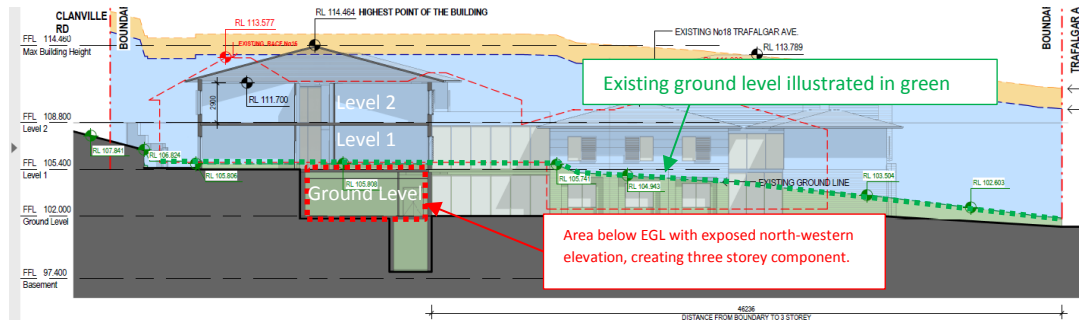 CLANVILLE
RD
BOUNDAI
RL 114.464 HIGHEST POINT OF THE BUILDING
FFL 114.460
Max Building Height
RL 113.577
EXISTING No18 TRAFALGAR AVE.
RL 113.789
BOUNDAI
TRAFALGAR A
Existing ground level illustrated in green
RL 111.700
2900
Level 2
FFL 108.800
Level 2
Level 1
RL 107.841
RL 106.824
FFL 105.400
Level 1
RL 105.806
RL 105.808
RL 105.741
RL 104.943
EXISTING GROUND LINE
RL 103.504
RL 102.603
Ground Level
FFL 102.000
Ground Level
Area below EGL with exposed north-western
elevation, creating three storey component.
FFL 97.400
Basement
46236
DISTANCE FROM BOUNDARY TO 3 STOREY